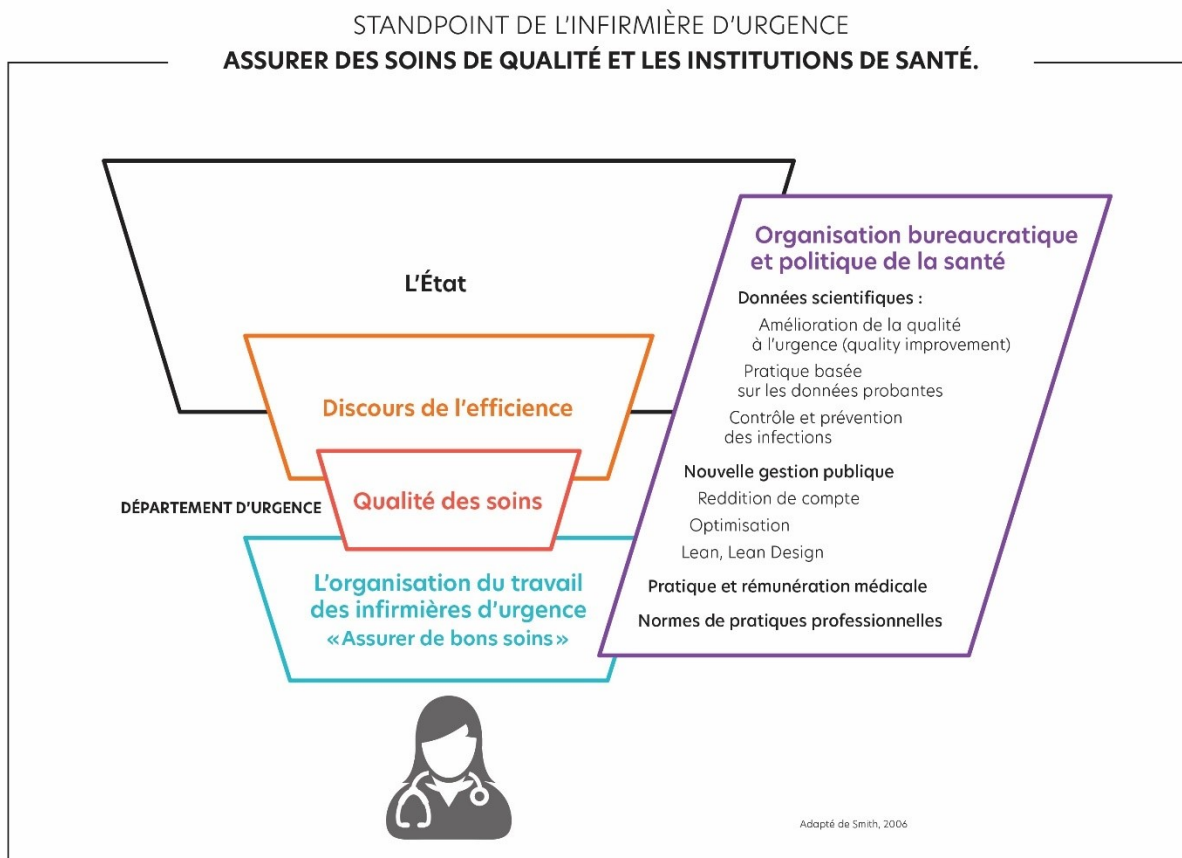 STANDPOINT DE L'INFIRMIÈRE D'URGENCE
ASSURER DES SOINS DE QUALITÉ ET LES INSTITUTIONS DE SANTÉ.
L'État
Discours de l'efficience
Qualité des soins
DÉPARTEMENT D'URGENCE
L'organisation du travail
des infirmières d'urgence
«Assurer de bons soins»
Organisation bureaucratique
et politique de la santé
Données scientifiques :
Amélioration de la qualité
à l'urgence (quality improvement)
Pratique basée
sur les données probantes
Contrôle et prévention
des infections
Nouvelle gestion publique
Reddition de compte
Optimisation
Lean, Lean Design
Pratique et rémunération médicale
Normes de pratiques professionnelles
Adapté de Smith, 2006